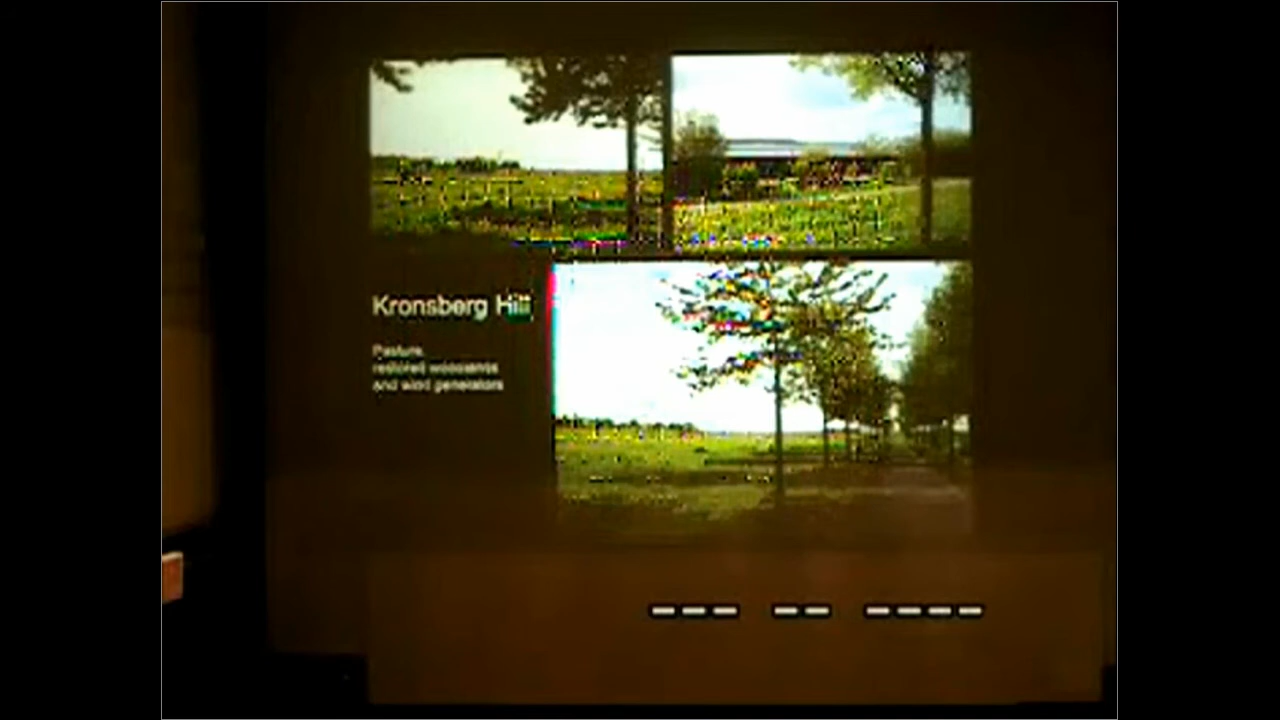 Kronsberg Hill
Pasture,
restored woodlands
and wind generators